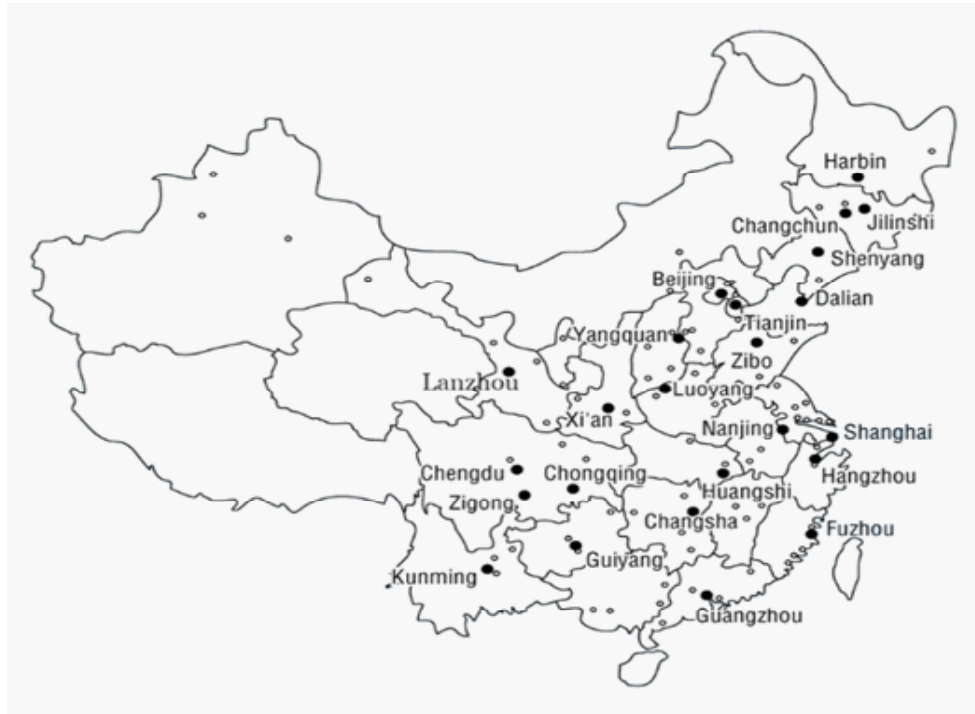 Harbin
Changchun
Jilinshi
Shenyang
Beijing
Dalian
Tianjin
Yangquan
Zibo
Lanzhou
Luoyang
Xi'an
Nanjing
Shanghai
Chengdu
Chongqing
Hangzhou
Zigong
Huangshi
Changsha
Fuzhou
Guiyang
Kunming
Guangzhou